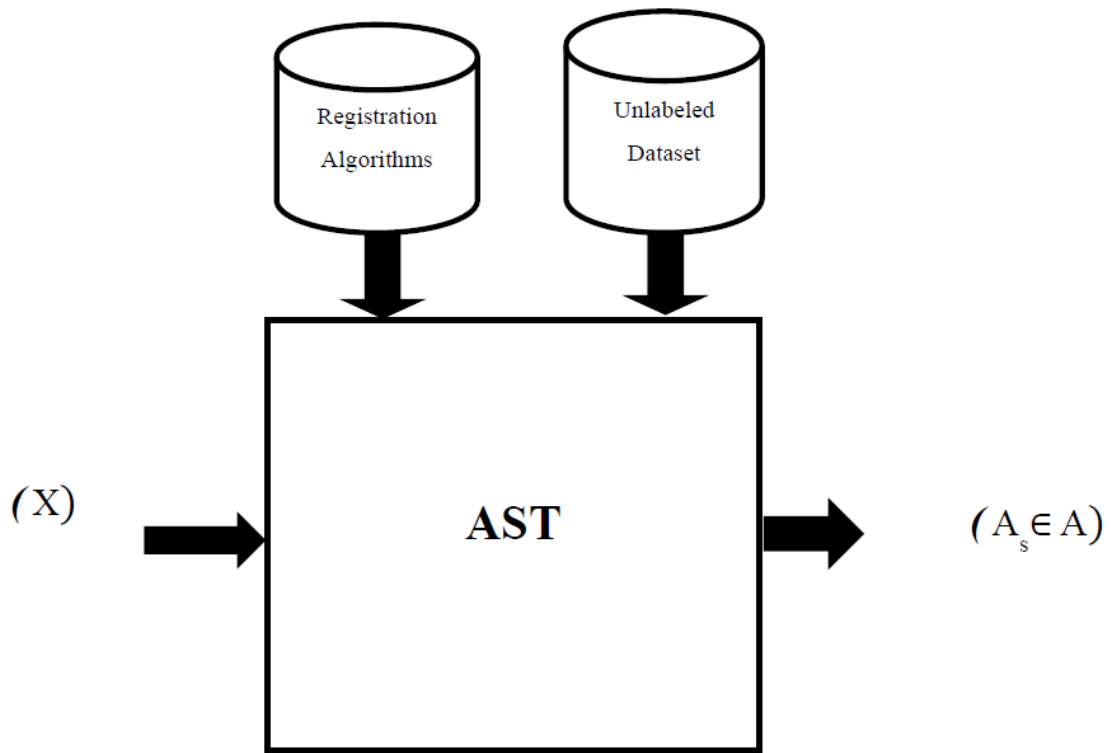 Registration
Algorithms
Unlabeled
Dataset
(X)
AST
(As∈ A)